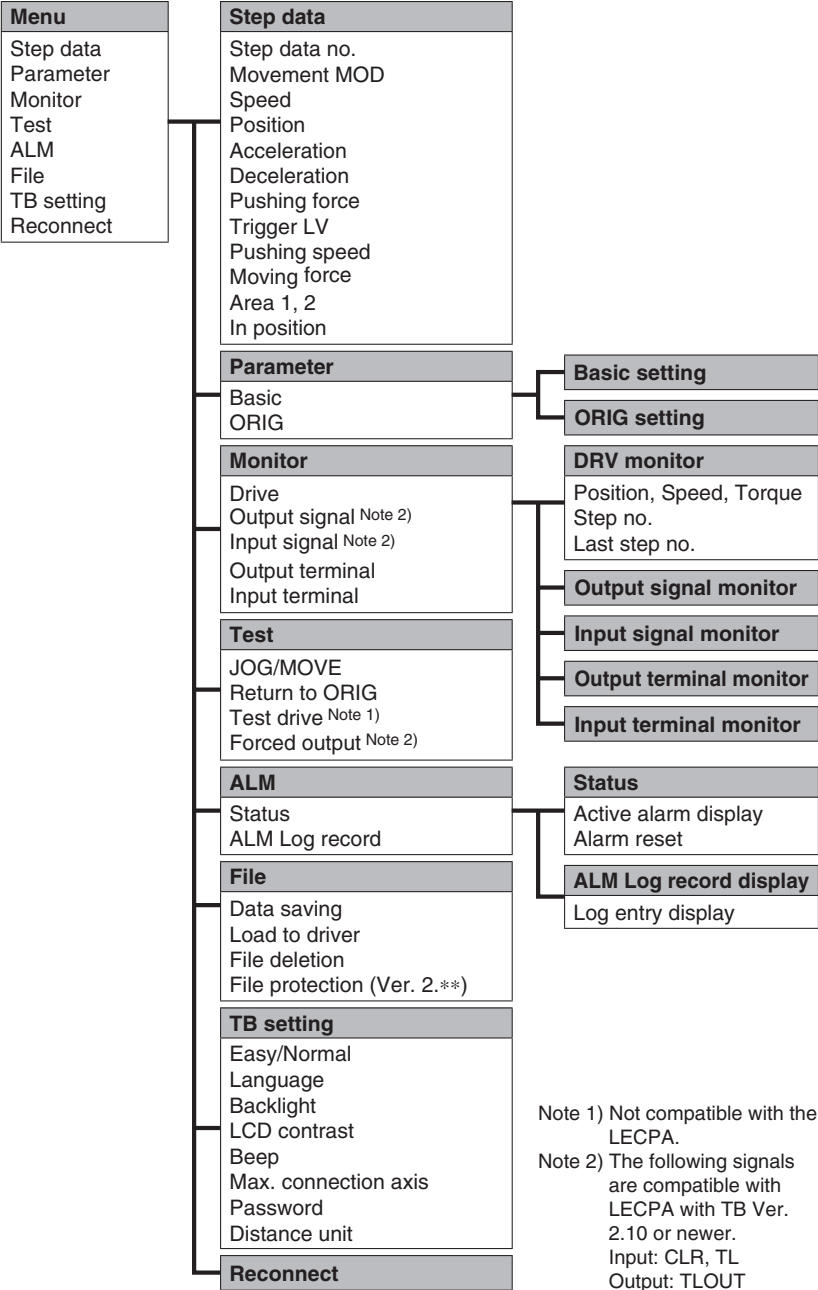 Menu
Step data
Parameter
Monitor
Test
ALM
File
TB setting
Reconnect
Step data
Step data no.
Movement MOD
Speed
Position
Acceleration
Deceleration
Pushing force
Trigger LV
Pushing speed
Moving force
Area 1, 2
In position
Parameter
Basic
ORIG
Basic setting
ORIG setting
Monitor
Drive
Output signal Note 2)
Input signal Note 2)
Output terminal
Input terminal
DRV monitor
Position, Speed, Torque
Step no.
Last step no.
Output signal monitor
Input signal monitor
Output terminal monitor
Input terminal monitor
Test
JOG/MOVE
Return to ORIG
Test drive Note 1)
Forced output Note 2)
ALM
Status
ALM Log record
Status
Active alarm display
Alarm reset
ALM Log record display
Log entry display
File
Data saving
Load to driver
File deletion
File protection (Ver. 2.**)
TB setting
Easy/Normal
Language
Backlight
LCD contrast
Beep
Max. connection axis
Password
Distance unit
Reconnect
Note 1) Not compatible with the
LECPA.
Note 2) The following signals
are compatible with
LECPA with TB Ver.
2.10 or newer.
Input: CLR, TL
Output: TLOUT